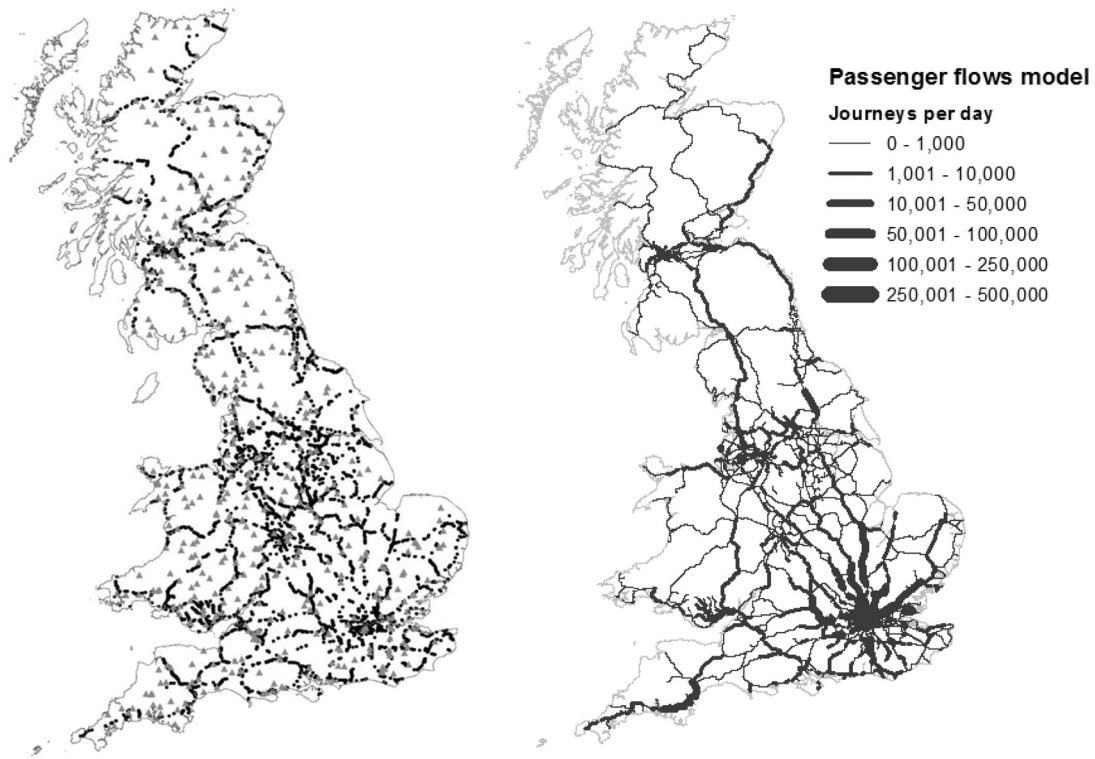 Passenger flows model
Journeys per day
0 - 1,000
1,001 - 10,000
10,001 - 50,000
50,001 - 100,000
100,001 - 250,000
250,001 - 500,000